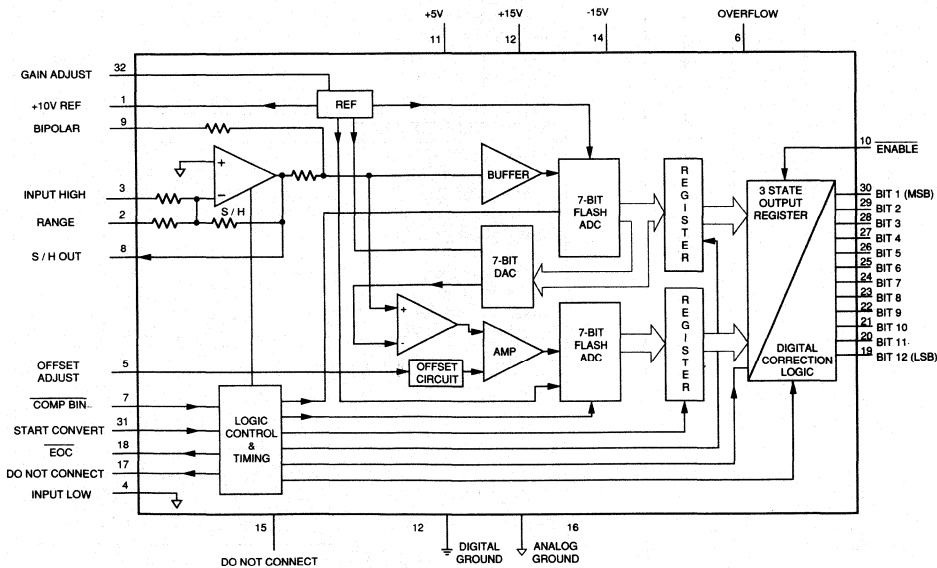 +5V
+15V
-15V
OVERFLOW
11
12
14
6
GAIN ADJUST 32
+10V REF 1
BIPOLAR 9
INPUT HIGH 3
RANGE 2
S / H OUT 8
OFFSET
ADJUST 5
COMP BIN 7
START CONVERT 31
EOC 18
DO NOT CONNECT 17
INPUT LOW 4
REF
+
-
S / H
BUFFER
7-BIT
FLASH
ADC
REGISTER
7-BIT
DAC
+
-
OFFSET
CIRCUIT
AMP
7-BIT
FLASH
ADC
REGISTER
LOGIC
CONTROL
&
TIMING
3 STATE
OUTPUT
REGISTER
DIGITAL
CORRECTION
LOGIC
10 ENABLE
30 BIT 1 (MSB)
29 BIT 2
28 BIT 3
27 BIT 4
26 BIT 5
25 BIT 6
24 BIT 7
23 BIT 8
22 BIT 9
21 BIT 10
20 BIT 11
19 BIT 12 (LSB)
15
DO NOT CONNECT
12
DIGITAL
GROUND
16
ANALOG
GROUND